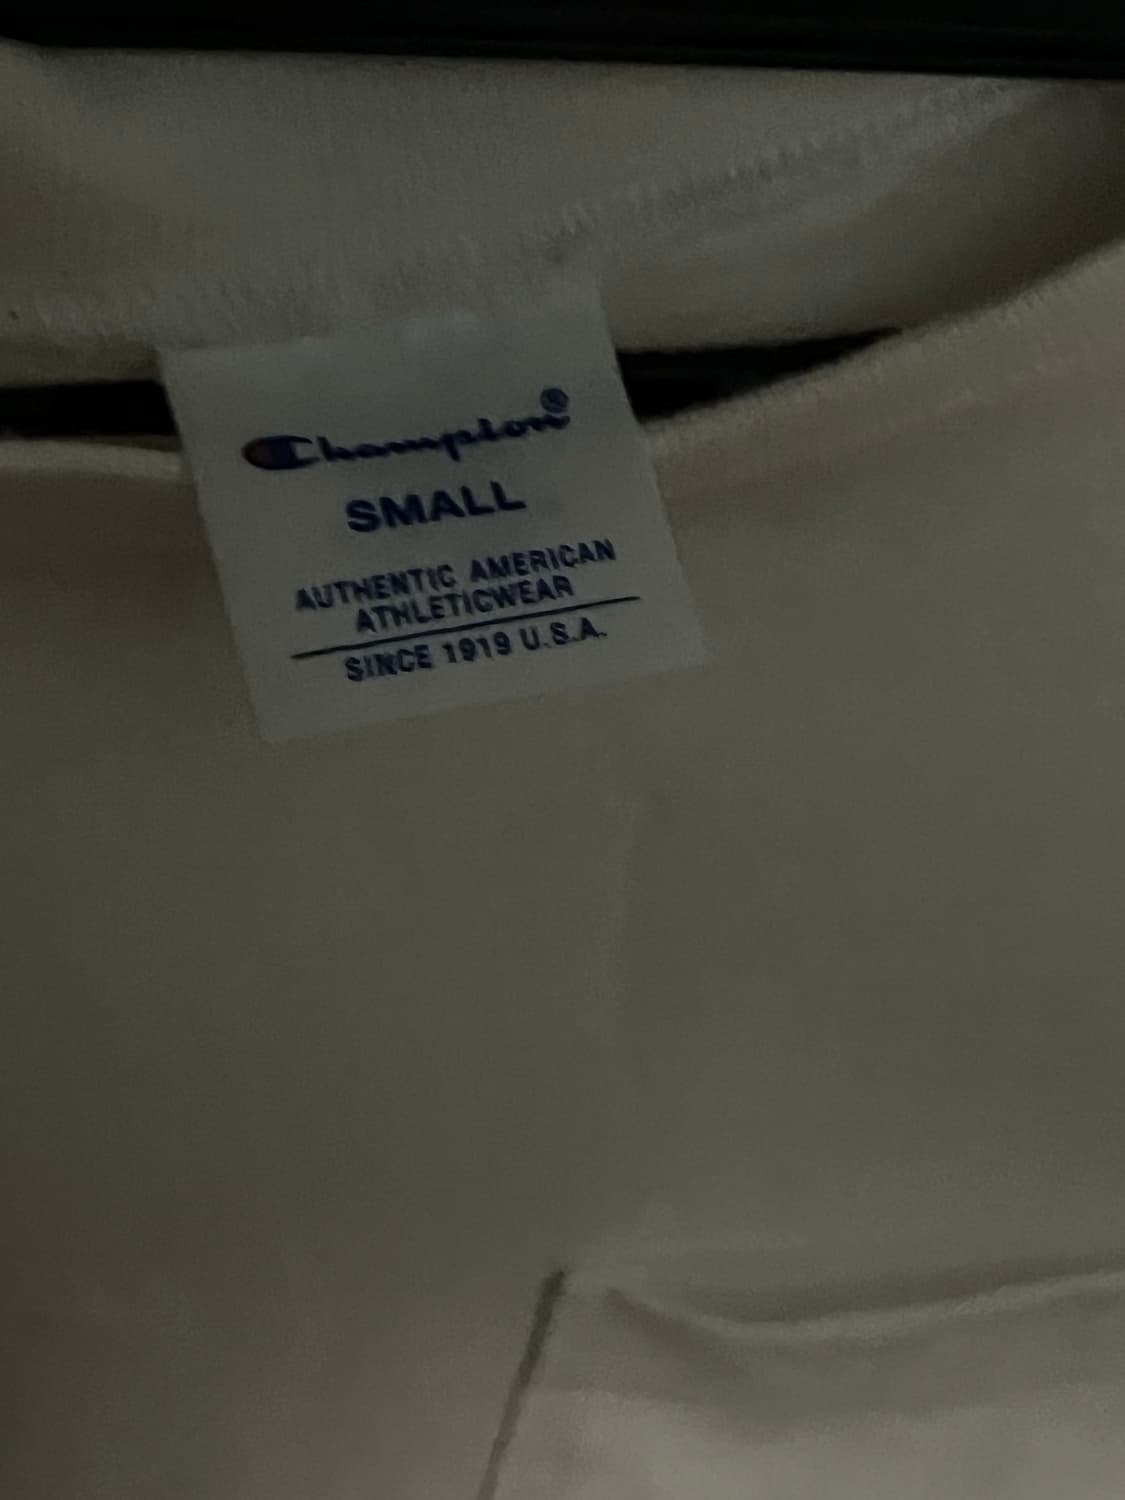 Champion®
SMALL
AUTHENTIC AMERICAN
ATHLETICWEAR
SINCE 1919 U.S.A.